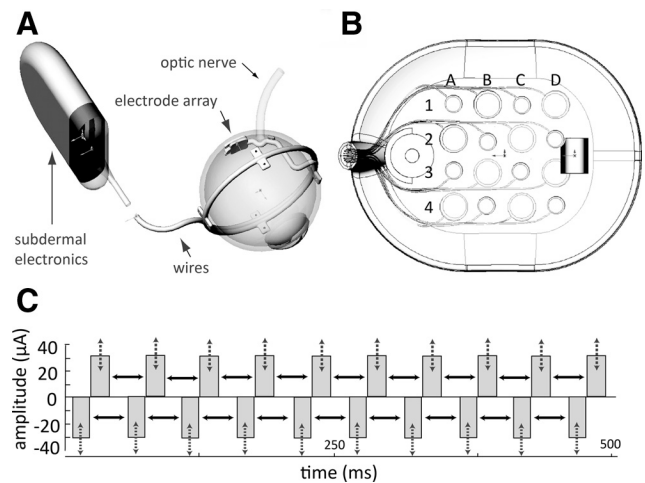 A
optic nerve
electrode array
subdermal
electronics
wires
B
A B C D
1
2
3
4
C
amplitude (µA)
40
20
0
-20
-40
250
500
time (ms)